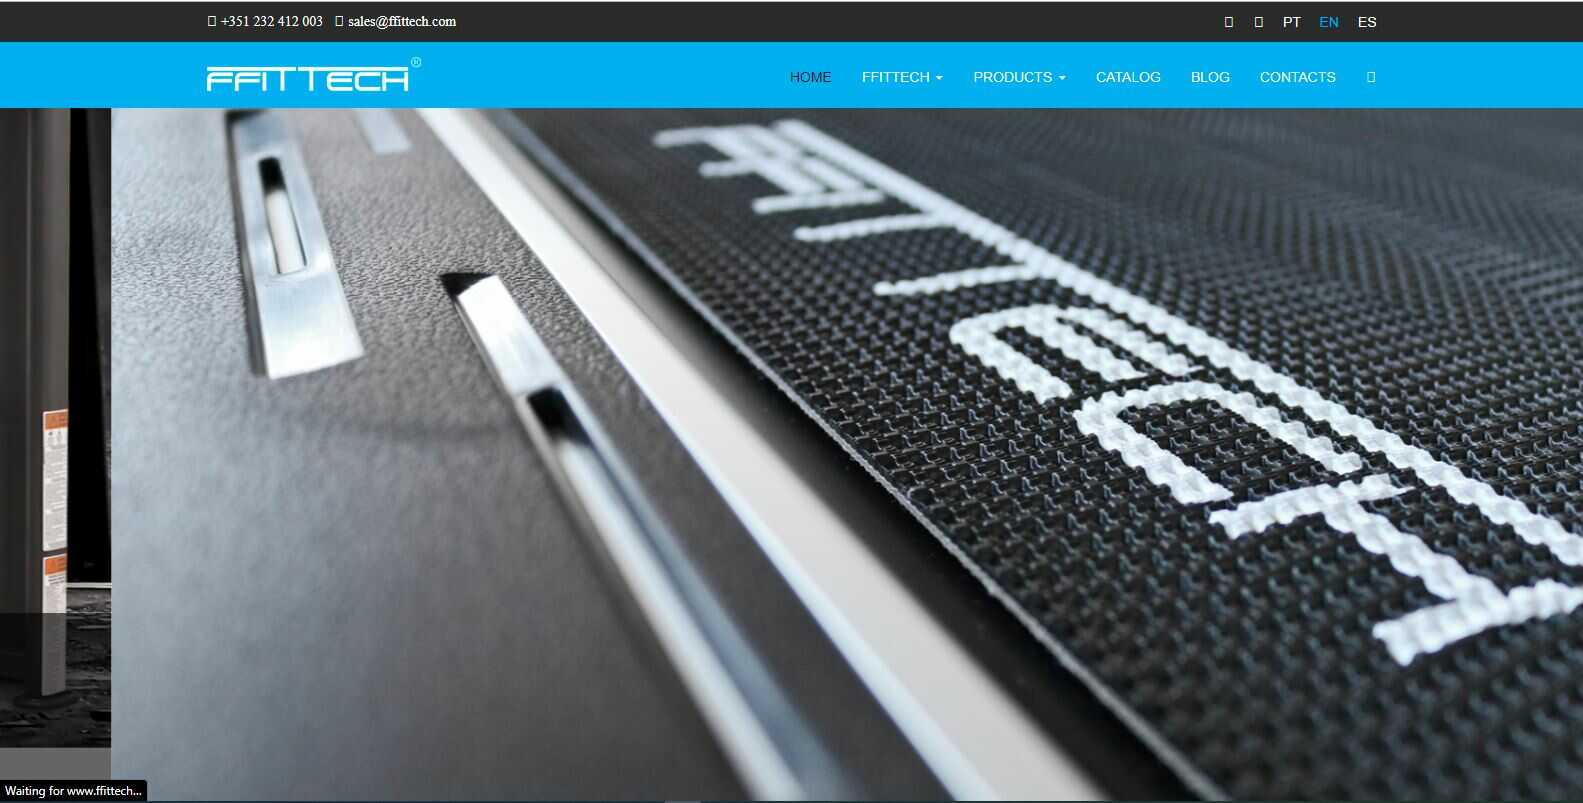 +351 232 412 003 sales@ffittech.com PT EN ES
FFITTECH® HOME FFITTECH PRODUCTS CATALOG BLOG CONTACTS
FFITTECH
Waiting for www.ffittech...